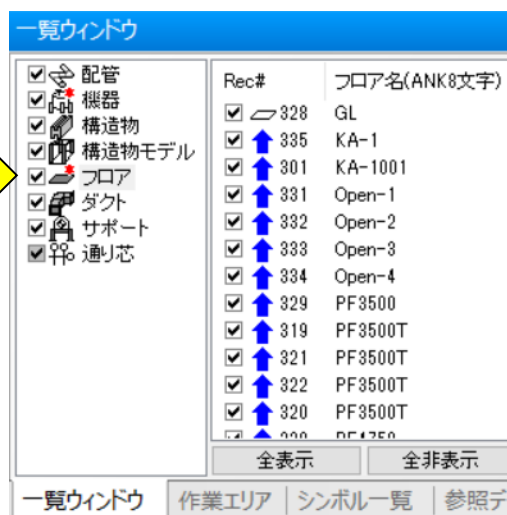 一覧ウィンドウ
配管
機器
構造物
構造物モデル
フロア
ダクト
サポート
通り芯
Rec# フロア名(ANK8文字)
328 GL
335 KA-1
301 KA-1001
331 Open-1
332 Open-2
333 Open-3
334 Open-4
329 PF3500
319 PF3500T
321 PF3500T
322 PF3500T
320 PF3500T
全表示 全非表示
一覧ウィンドウ 作業エリア シンボル一覧 参照デ